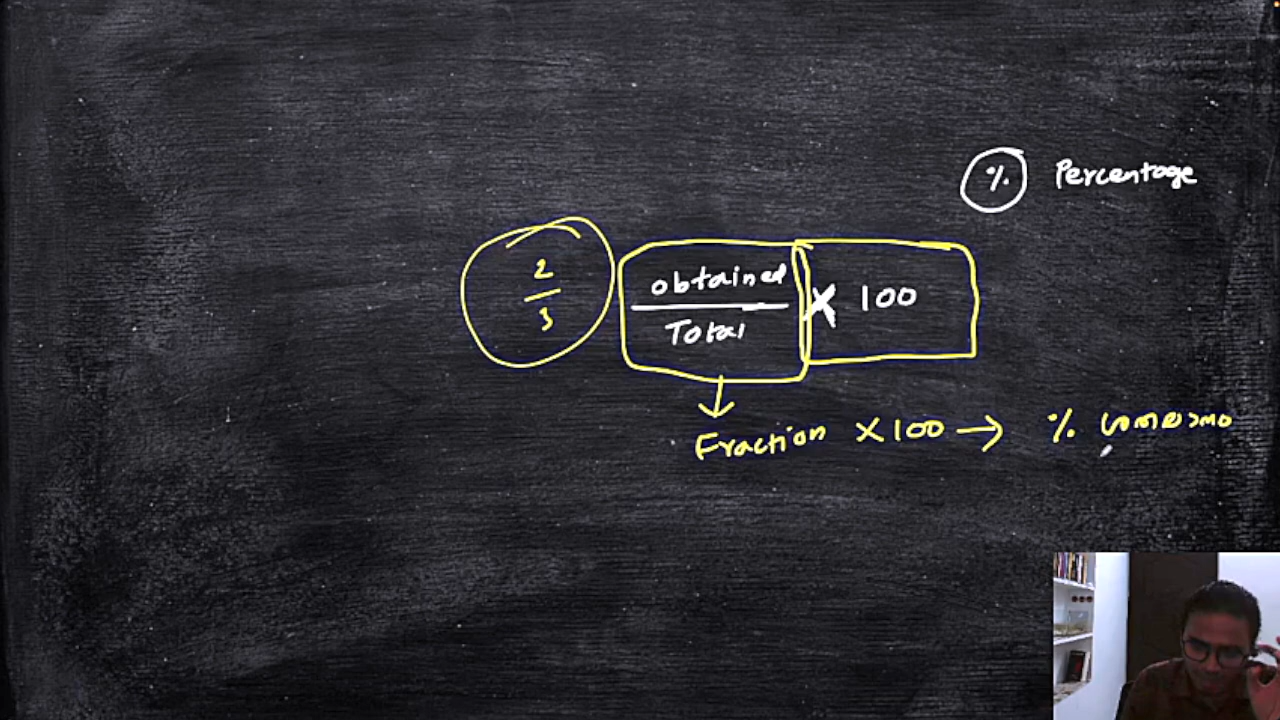 % Percentage
2/3
obtained/Total × 100
Fraction × 100 → %